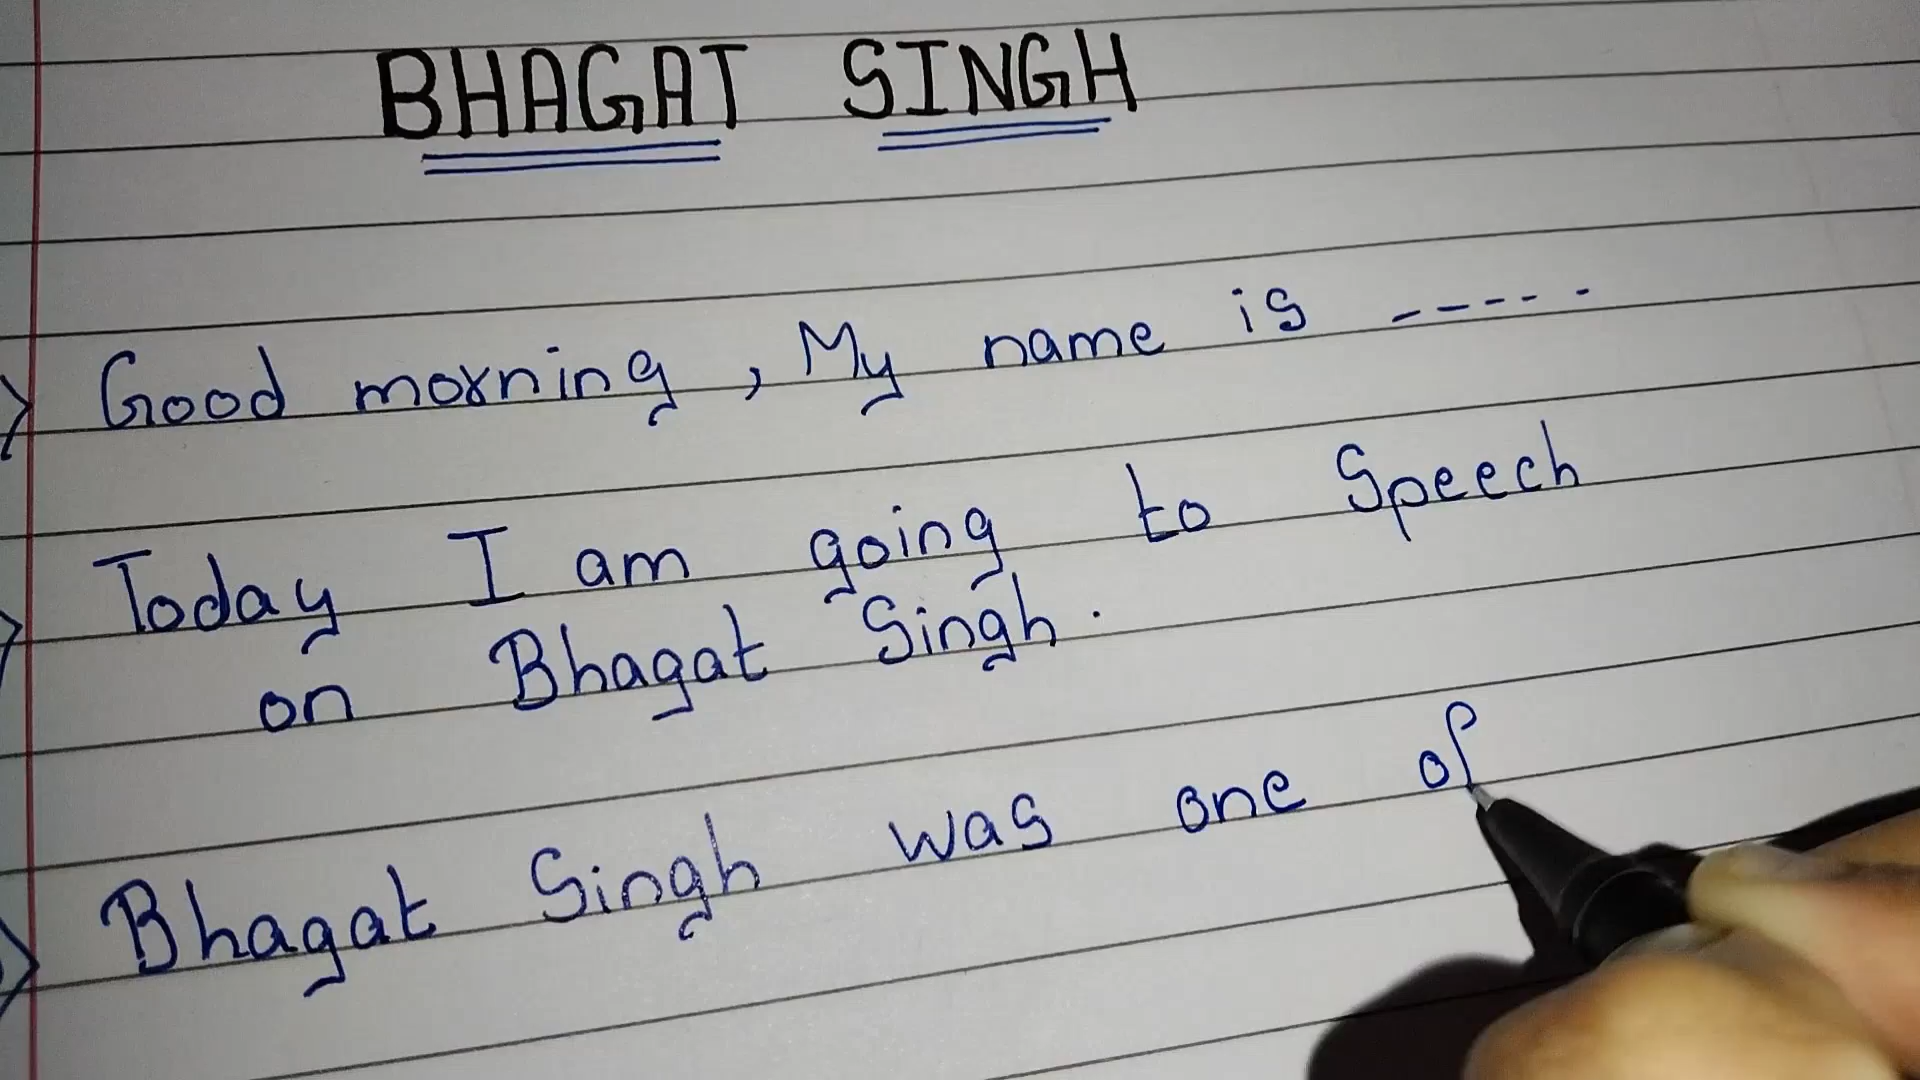 BHAGAT SINGH
Good morning, My name is -----
Today I am going to Speech
on Bhagat Singh.
Bhagat Singh was one of